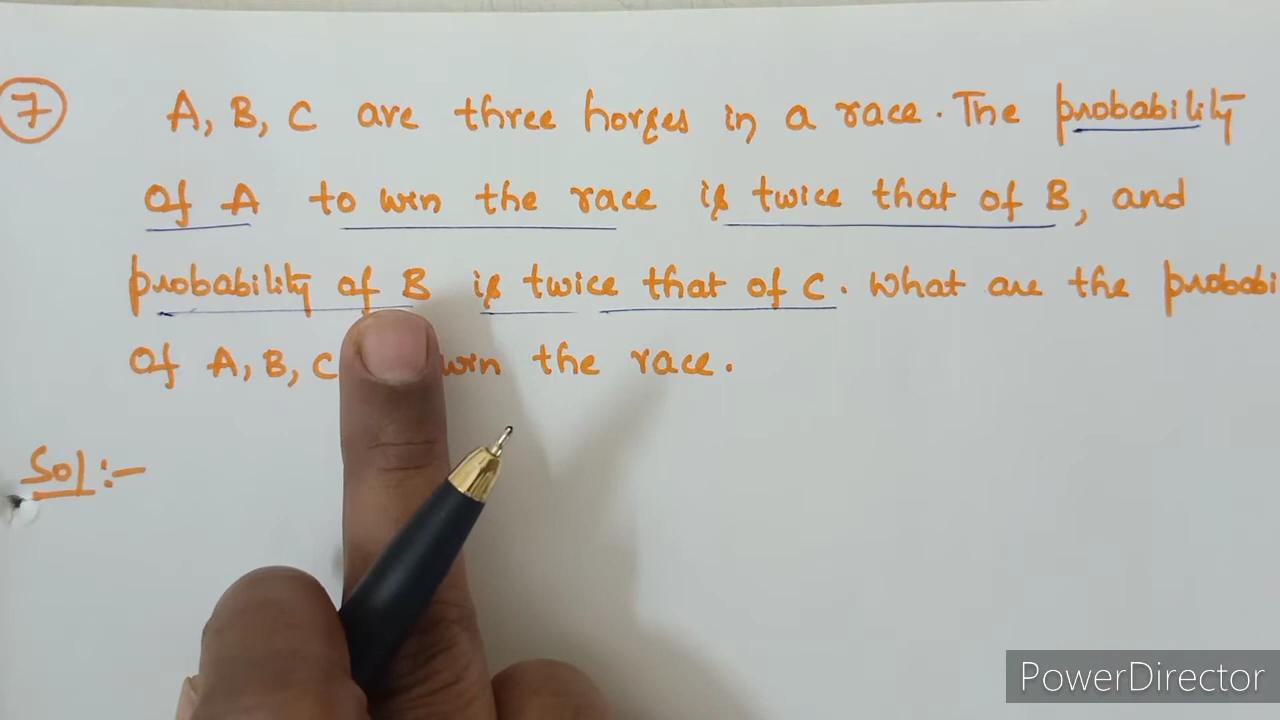 7 A, B, C are three horses in a race. The probability
of A to win the race is twice that of B, and
probability of B is twice that of C. What are the probabi
of A, B, C win the race.
Sol:-
PowerDirector